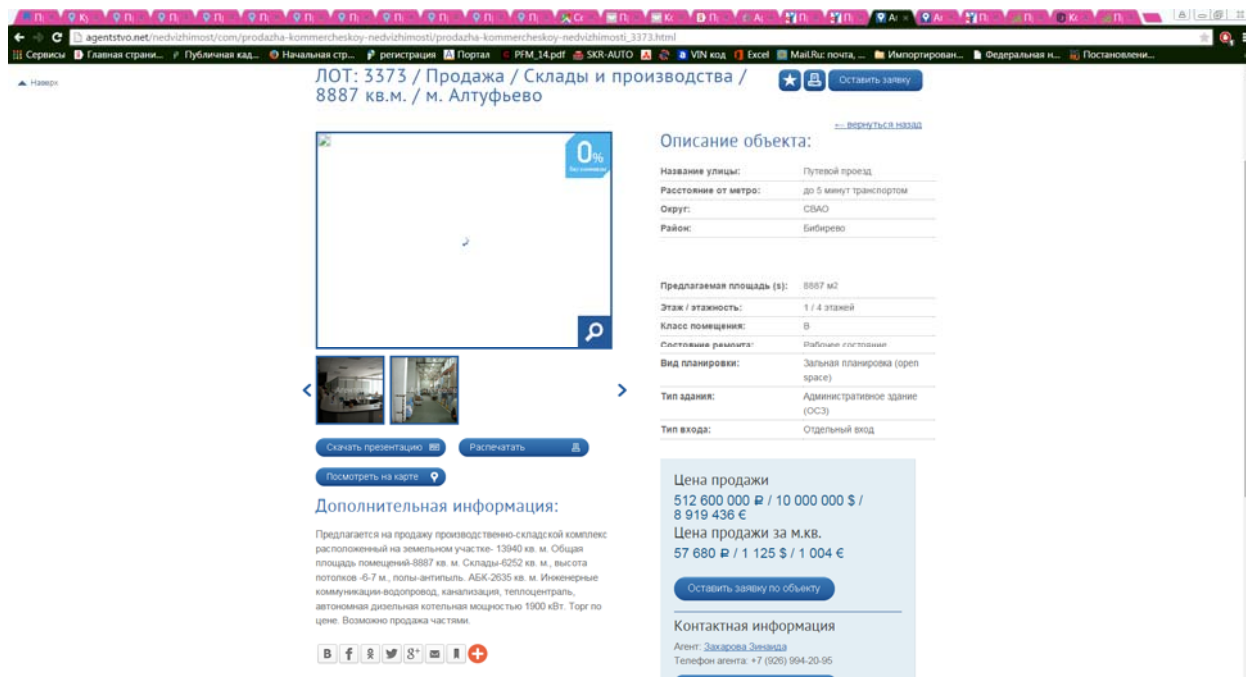 agentstvo.net/nedvizhimost/com/prodazha-kommercheskoy-nedvizhimosti/prodazha-kommercheskoy-nedvizhimosti_3373.html
Сервисы
Главная страни...
Публичная кад...
Начальная стр...
регистрация
Портал
PFM_14.pdf
SKR-AUTO
VIN код
Excel
Mail.Ru: почта, ...
Импортирован...
Федеральная н...
Постановлени...
Наверх
ЛОТ: 3373 / Продажа / Склады и производства /
8887 кв.м. / м. Алтуфьево
Оставить заявку
← вернуться назад
0%
Описание объекта:
Название улицы: Путевой проезд
Расстояние от метро: до 5 минут транспортом
Округ: СВАО
Район: Бибирево
Предлагаемая площадь (s): 8887 м2
Этаж / этажность: 1 / 4 этажей
Класс помещения: B
Состояние ремонта: Рабочее состояние
Вид планировки: Зальная планировка (open
space)
Тип здания: Административное здание
(ОСЗ)
Тип входа: Отдельный вход
Скачать презентацию
Распечатать
Посмотреть на карте
Дополнительная информация:
Предлагается на продажу производственно-складской комплекс
расположенный на земельном участке- 13940 кв. м. Общая
площадь помещений-8887 кв. м. Склады-6252 кв. м., высота
потолков -6-7 м., полы-антипыль. АБК-2635 кв. м. Инженерные
коммуникации-водопровод, канализация, теплоцентраль,
автономная дизельная котельная мощностью 1900 кВт. Торг по
цене. Возможно продажа частями.
Цена продажи
512 600 000 ₽ / 10 000 000 $ /
8 919 436 €
Цена продажи за м.кв.
57 680 ₽ / 1 125 $ / 1 004 €
Оставить заявку по объекту
Контактная информация
Агент: Захарова Зинаида
Телефон агента: +7 (926) 994-20-95